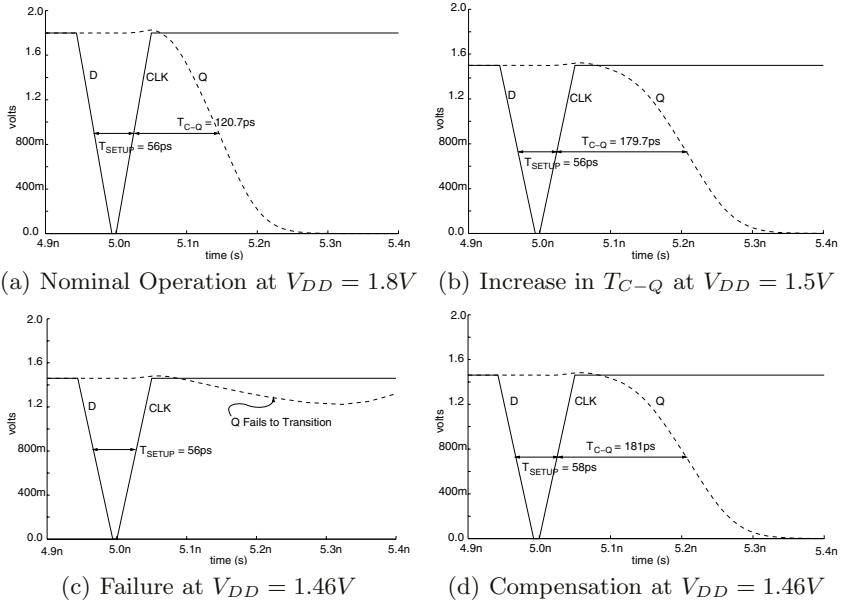 2.0
1.6
1.2
800m
400m
0.0
volts
D
CLK
Q
T_C–Q = 120.7ps
T_SETUP = 56ps
4.9n 5.0n 5.1n 5.2n 5.3n 5.4n
time (s)
(a) Nominal Operation at V_DD = 1.8V
2.0
1.6
1.2
800m
400m
0.0
volts
D
CLK
Q
T_C–Q = 179.7ps
T_SETUP = 56ps
4.9n 5.0n 5.1n 5.2n 5.3n 5.4n
time (s)
(b) Increase in T_C−Q at V_DD = 1.5V
2.0
1.6
1.2
800m
400m
0.0
volts
D
CLK
Q Fails to Transition
T_SETUP = 56ps
4.9n 5.0n 5.1n 5.2n 5.3n 5.4n
time (s)
(c) Failure at V_DD = 1.46V
2.0
1.6
1.2
800m
400m
0.0
volts
D
CLK
Q
T_C–Q = 181ps
T_SETUP = 58ps
4.9n 5.0n 5.1n 5.2n 5.3n 5.4n
time (s)
(d) Compensation at V_DD = 1.46V